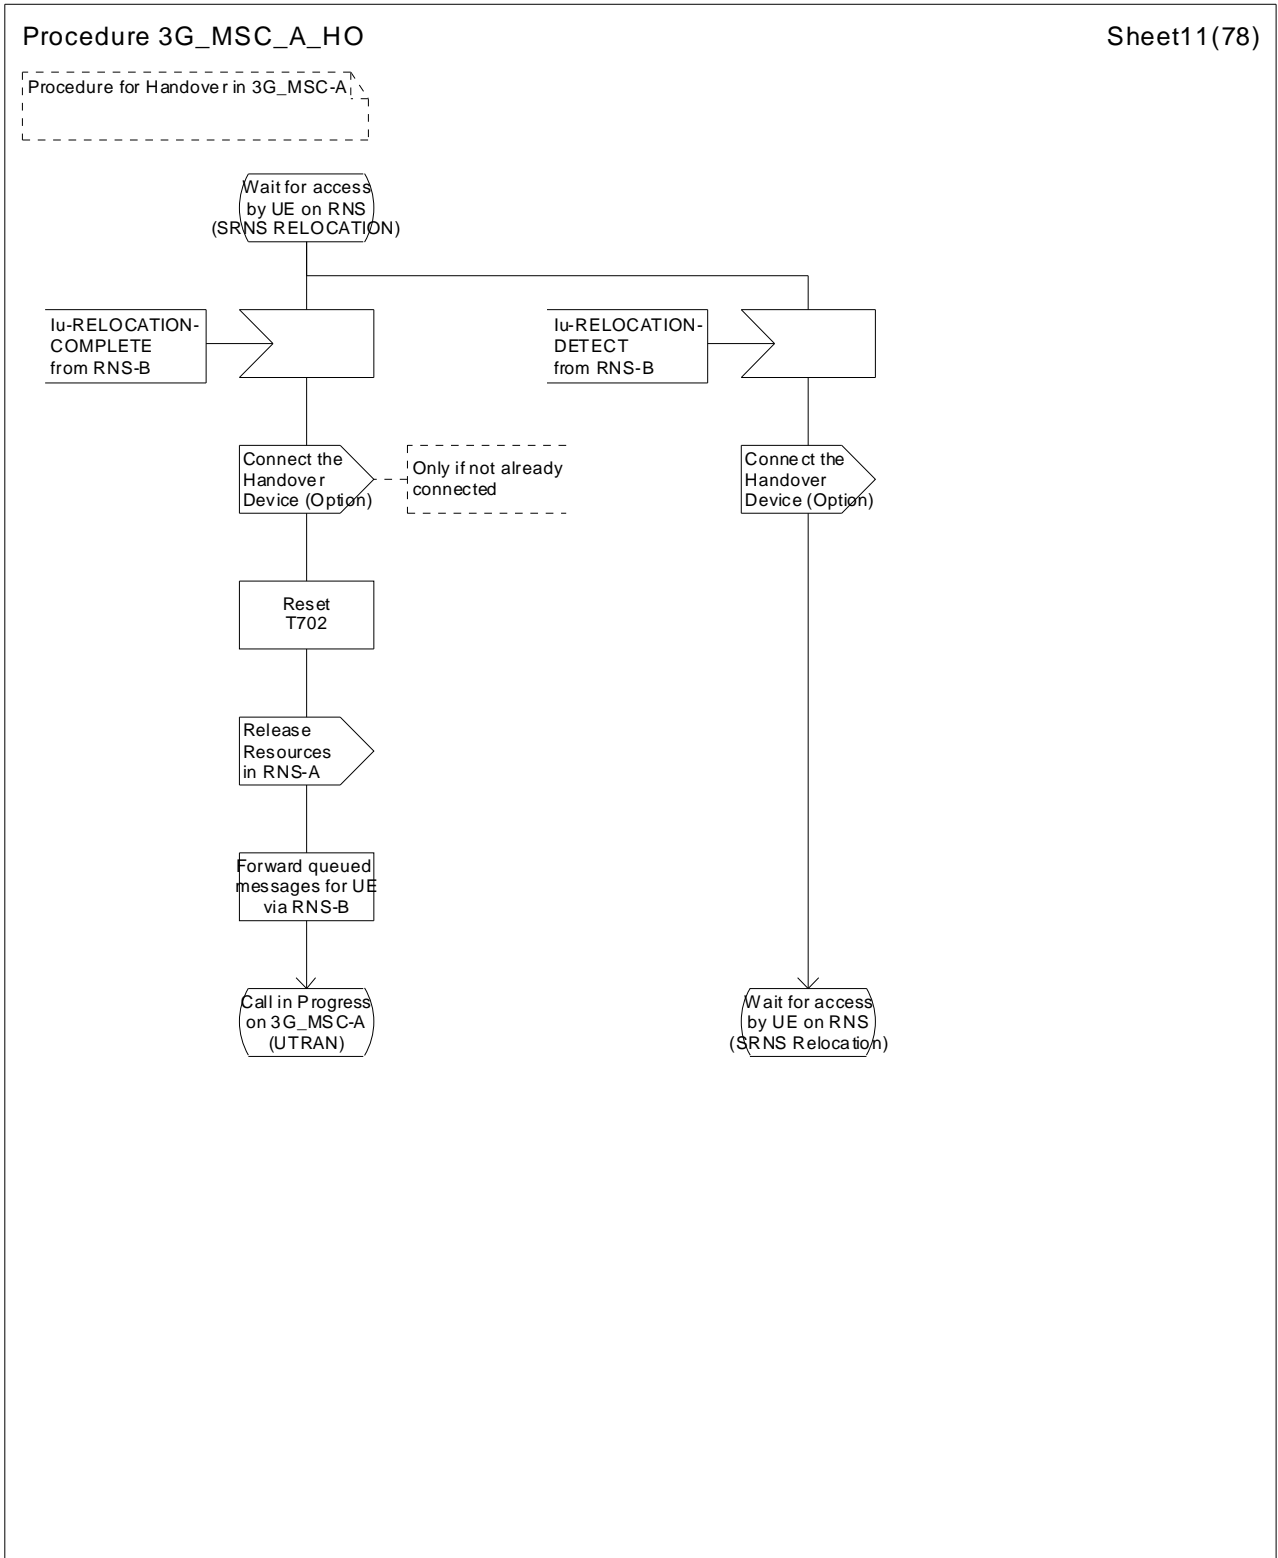 Procedure 3G_MSC_A_HO
Sheet11(78)
Procedure for Handover in 3G_MSC-A
Wait for access
by UE on RNS
(SRNS RELOCATION)
Iu-RELOCATION-
COMPLETE
from RNS-B
Iu-RELOCATION-
DETECT
from RNS-B
Connect the
Handover
Device (Option)
Only if not already
connected
Connect the
Handover
Device (Option)
Reset
T702
Release
Resources
in RNS-A
Forward queued
messages for UE
via RNS-B
Call in Progress
on 3G_MSC-A
(UTRAN)
Wait for access
by UE on RNS
(SRNS Relocation)